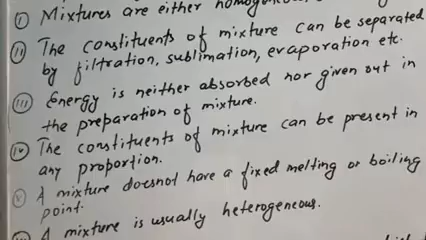 (i) Mixtures are either
(ii) The constituents of mixture can be separated
by filtration, sublimation, evaporation etc.
(iii) Energy is neither absorbed nor given out in
the preparation of mixture.
(iv) The constituents of mixture can be present in
any proportion.
(v) A mixture doesnot have a fixed melting or boiling
point.
A mixture is usually heterogeneous.